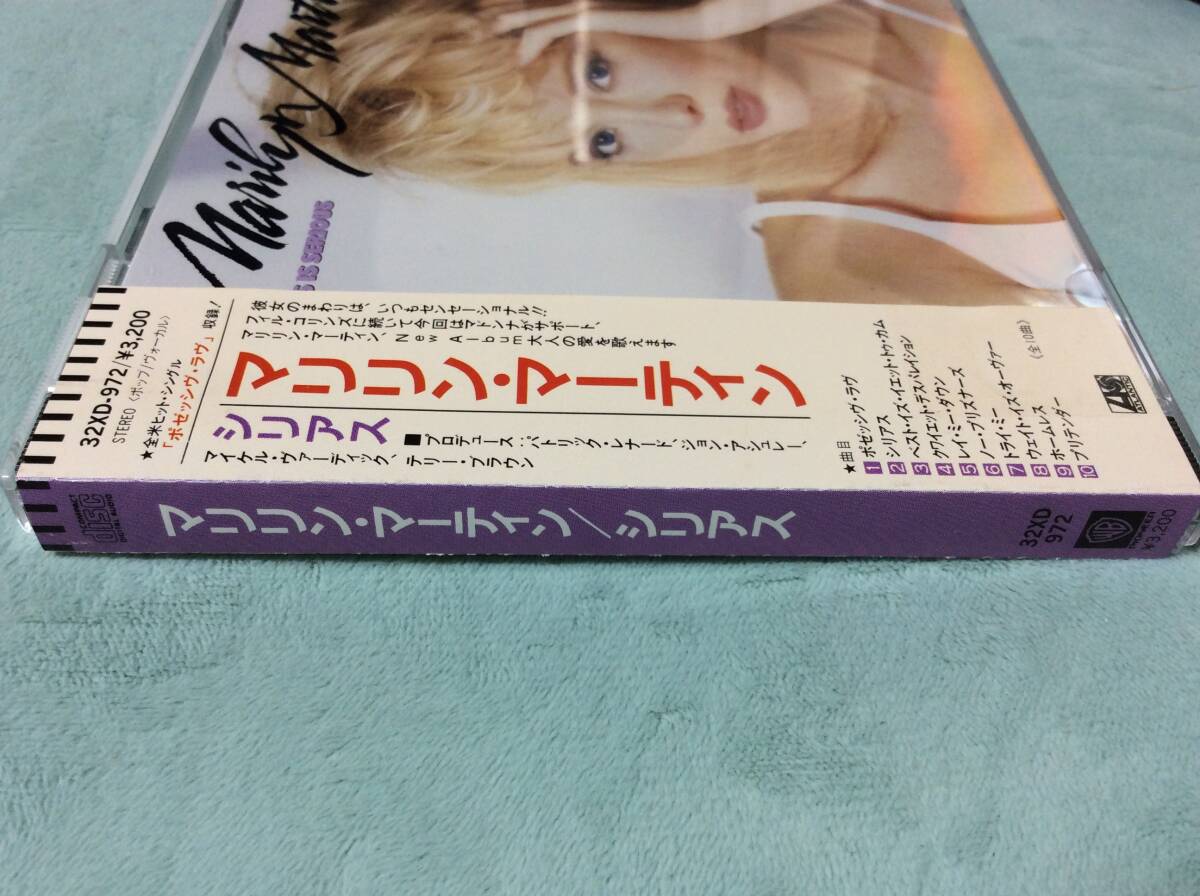 Marilyn Mart
S IS SERIOUS
32XD-972/¥3,200
STEREO〈ポップ/ヴォーカル〉
★全米ヒット・シングル
「ポゼッシヴ・ラヴ」収録!
彼女のまわりは、いつもセンセーショナル!!
フィル・コリンズに続いて今回はマドンナがサポート、
マリリン・マーティン、New Album大人の愛を歌えます
マリリン・マーティン
シリアス
■プロデュース:パトリック・レナード、ジョン・アシュレー、
マイケル・ヴァーディック、テリー・ブラウン
★曲目
1 ポゼッシヴ・ラヴ
2 シリアス
3 ベスト・イズ・イエット・トゥ・カム
4 クワイエット・デスパレイション
5 レイ・ミー・ダウン
6 ノー・プリズナーズ
7 トライ・ミー
8 ウェイト・イズ・オーヴァー
9 ホームレス
10 プリテンダー
《全10曲》
ATLANTIC
COMPACT
disc
DIGITAL AUDIO
マリリン・マーティン/シリアス
32XD
972
WB
PIONEER
¥3,200